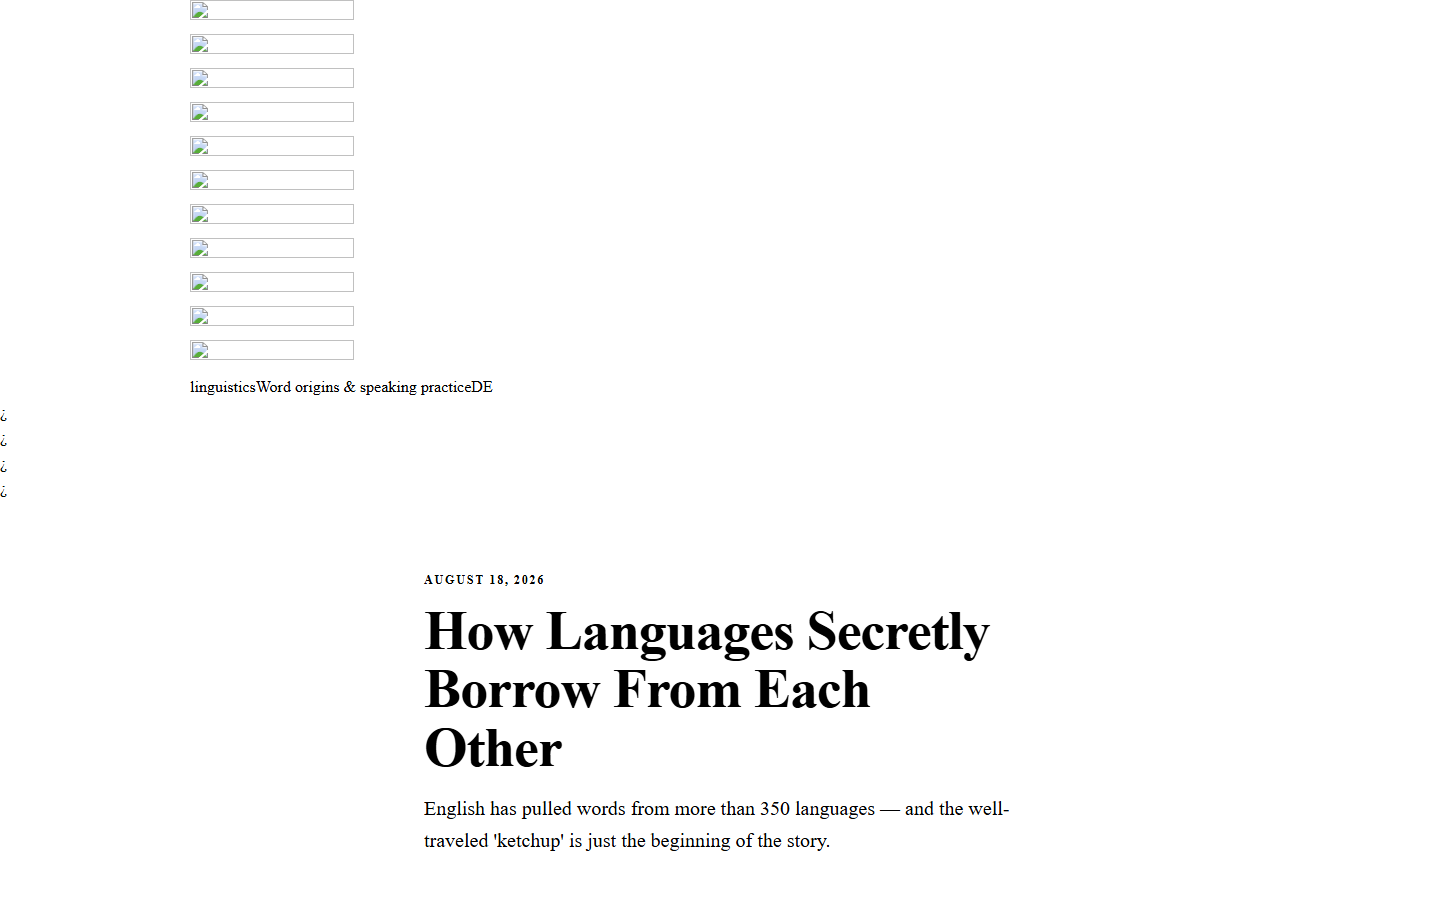 linguisticsWord origins & speaking practiceDE
¿
¿
¿
¿
AUGUST 18, 2026
How Languages Secretly
Borrow From Each
Other
English has pulled words from more than 350 languages — and the well-
traveled 'ketchup' is just the beginning of the story.